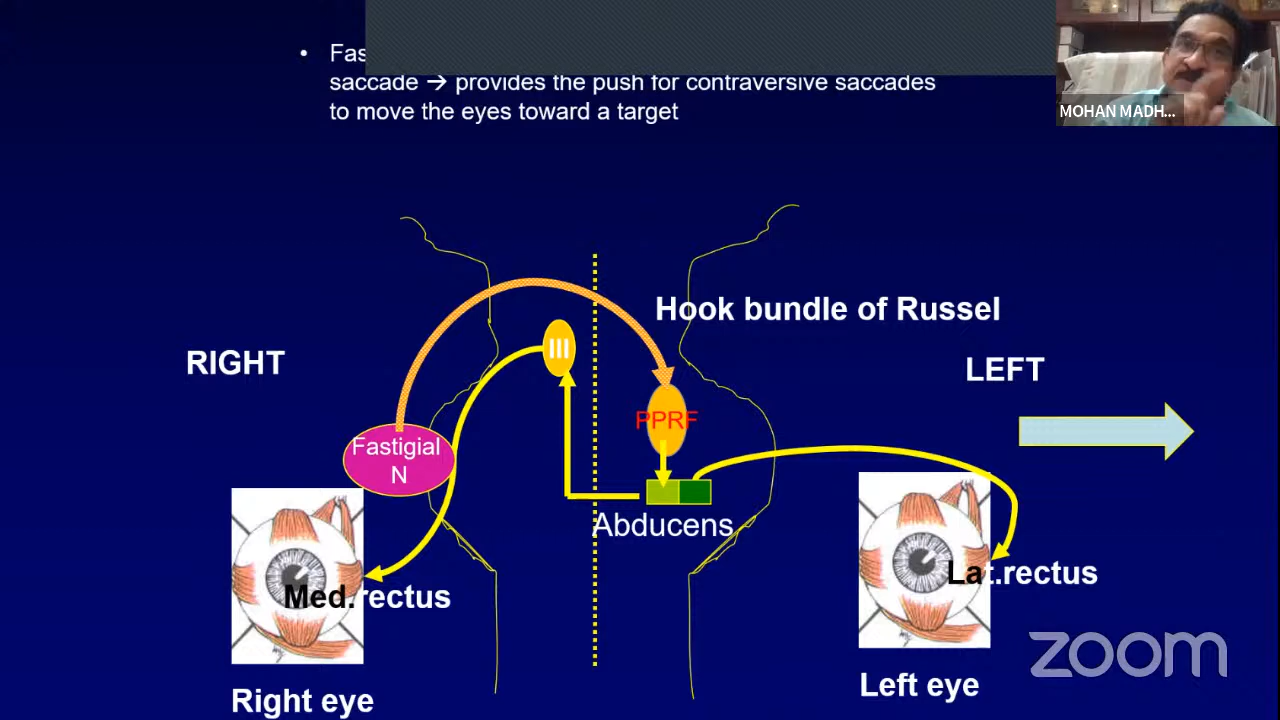 • Fas
saccade → provides the push for contraversive saccades
to move the eyes toward a target
MOHAN MADH...
Hook bundle of Russel
III
RIGHT
LEFT
PPRF
Fastigial
N
Abducens
Lat.rectus
Med.rectus
zoom
Left eye
Right eye